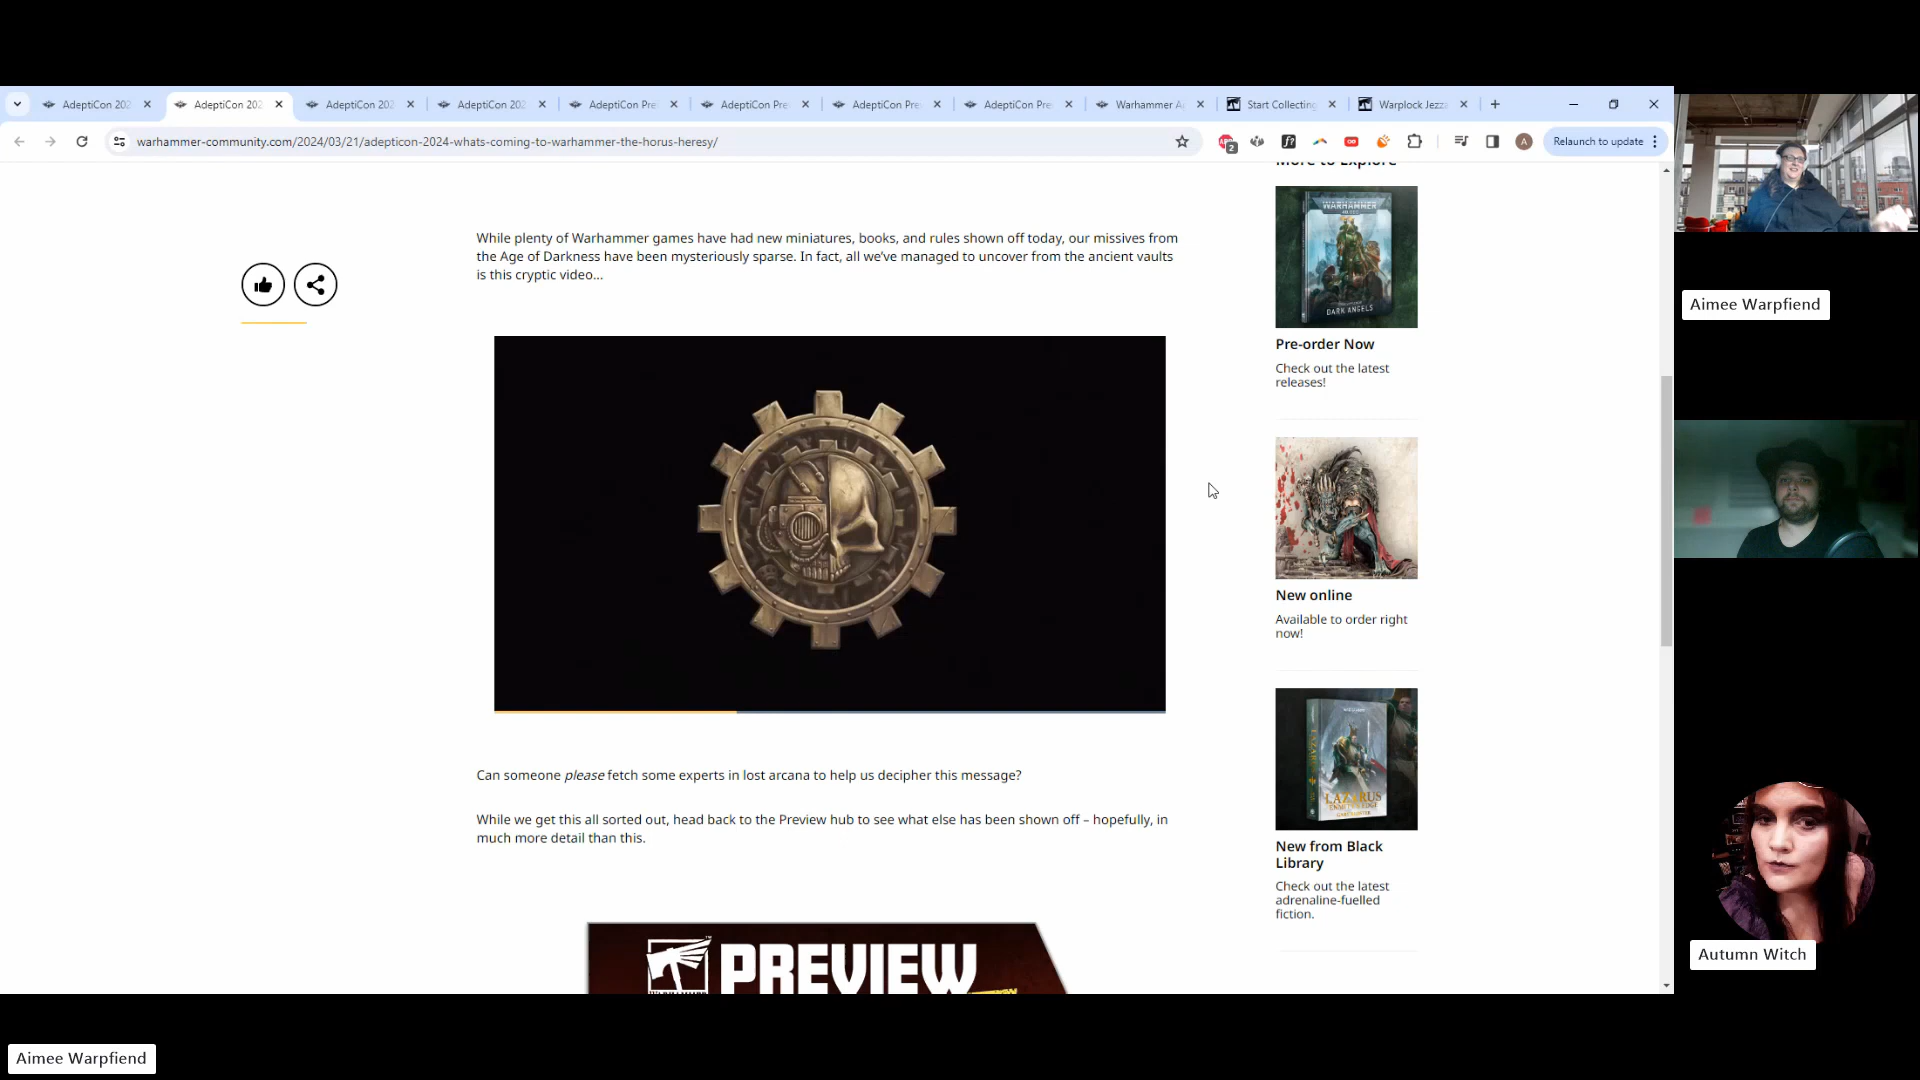 AdeptiCon 202
AdeptiCon 202
AdeptiCon 202
AdeptiCon 202
AdeptiCon Pre
AdeptiCon Pre
AdeptiCon Pre
AdeptiCon Pre
Warhammer A
Start Collecting
Warplock Jezza
warhammer-community.com/2024/03/21/adepticon-2024-whats-coming-to-warhammer-the-horus-heresy/
2
A
Relaunch to update
More to Explore
While plenty of Warhammer games have had new miniatures, books, and rules shown off today, our missives from
the Age of Darkness have been mysteriously sparse. In fact, all we've managed to uncover from the ancient vaults
is this cryptic video...
WARHAMMER
DARK ANGELS
Pre-order Now
Check out the latest
releases!
New online
Available to order right
now!
LAZARUS
New from Black
Library
Check out the latest
adrenaline-fuelled
fiction.
Can someone please fetch some experts in lost arcana to help us decipher this message?
While we get this all sorted out, head back to the Preview hub to see what else has been shown off – hopefully, in
much more detail than this.
PREVIEW
Aimee Warpfiend
Autumn Witch
Aimee Warpfiend